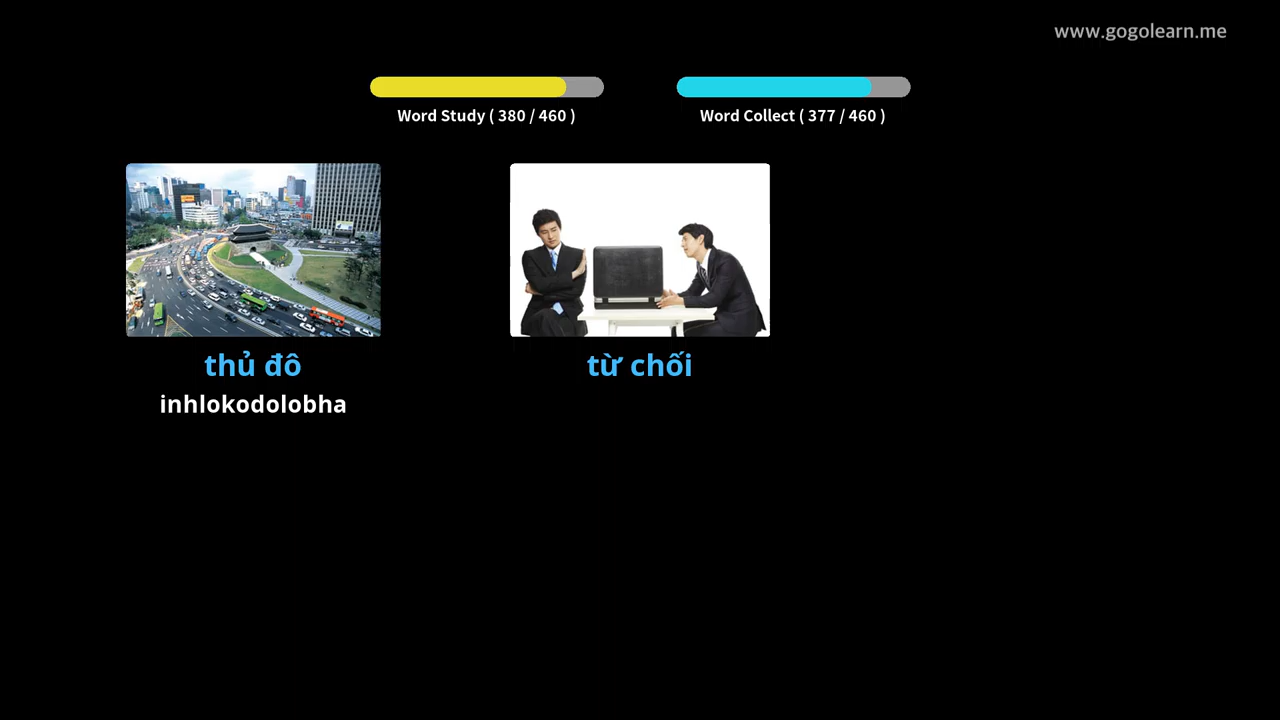 www.gogolearn.me
Word Study ( 380 / 460 )
Word Collect ( 377 / 460 )
thủ đô
inhlokodolobha
từ chối